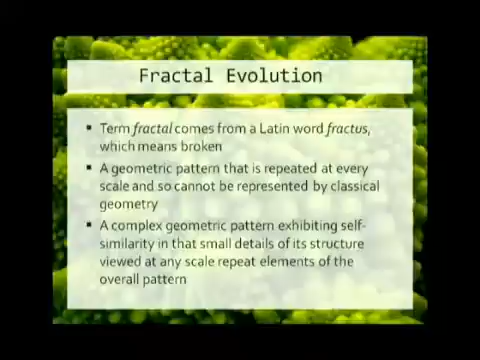 Fractal Evolution
▪ Term fractal comes from a Latin word fractus,
which means broken
▪ A geometric pattern that is repeated at every
scale and so cannot be represented by classical
geometry
▪ A complex geometric pattern exhibiting self-
similarity in that small details of its structure
viewed at any scale repeat elements of the
overall pattern